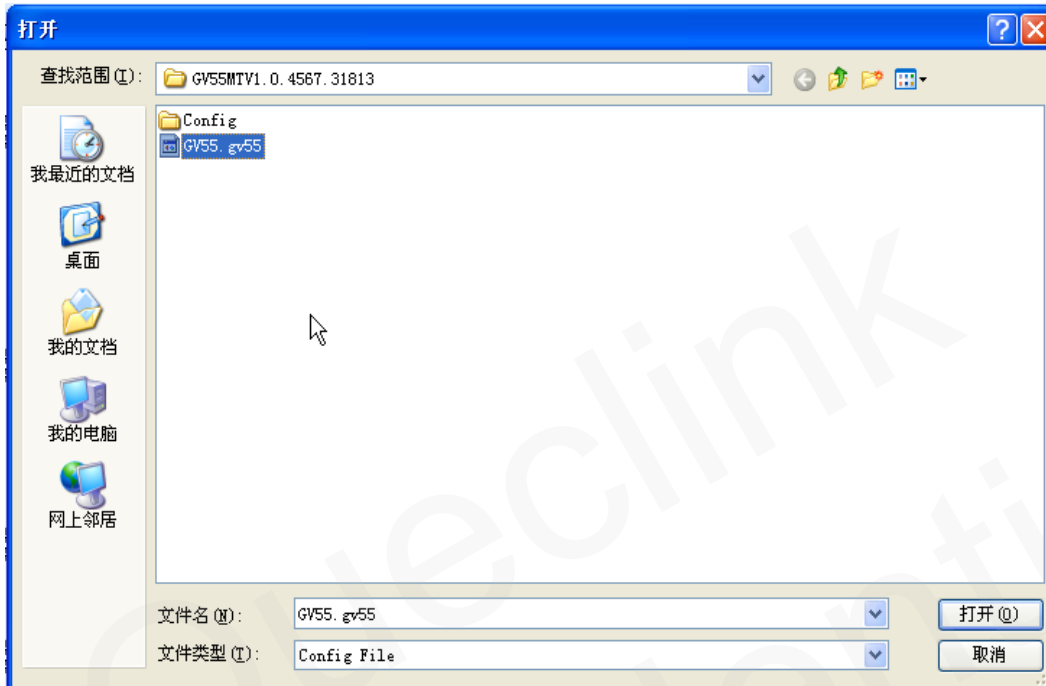 打开
查找范围(I):
GV55MTV1.0.4567.31813
Config
GV55.gv55
我最近的文档
桌面
我的文档
我的电脑
网上邻居
文件名(N):
GV55.gv55
打开(O)
文件类型(T):
Config File
取消
Queclink